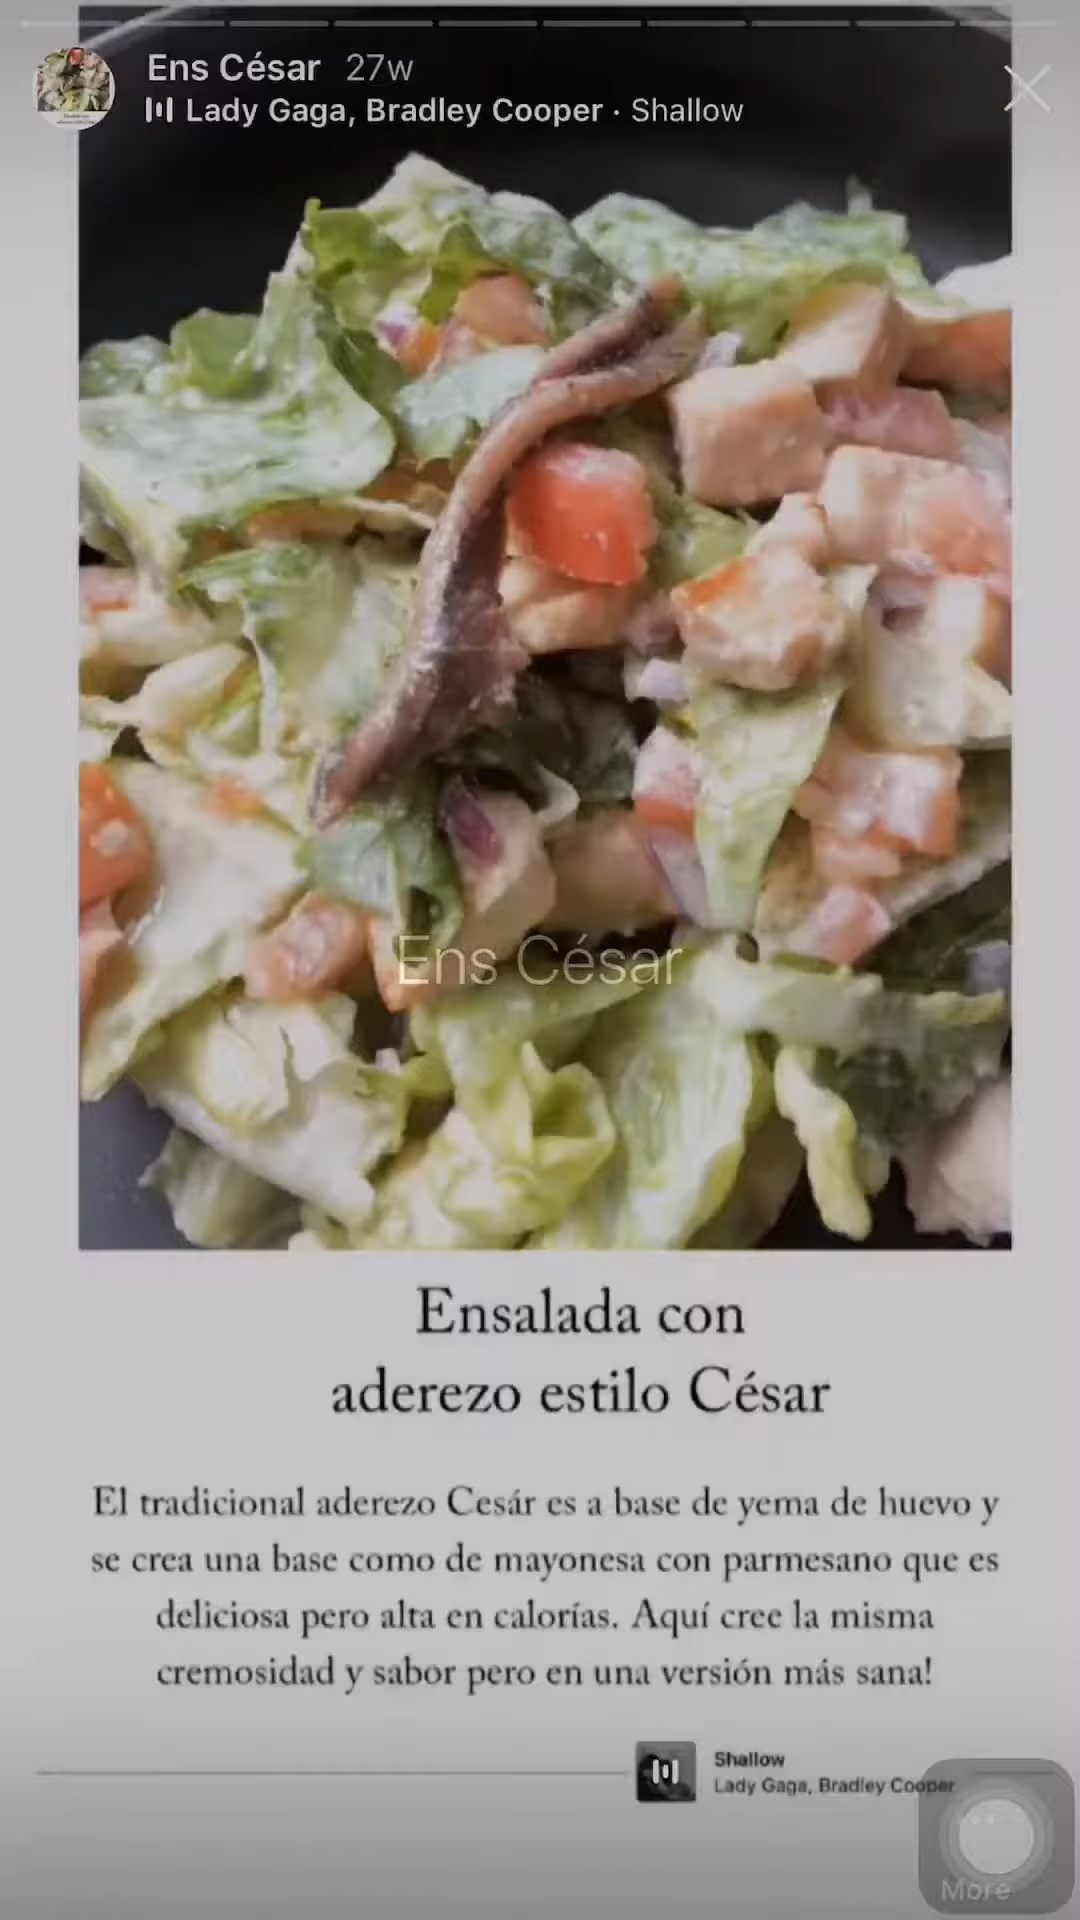 Ens César 27w
Lady Gaga, Bradley Cooper · Shallow
Ens César
Ensalada con
aderezo estilo César
El tradicional aderezo Cesár es a base de yema de huevo y
se crea una base como de mayonesa con parmesano que es
deliciosa pero alta en calorías. Aquí cree la misma
cremosidad y sabor pero en una versión más sana!
Shallow
Lady Gaga, Bradley Cooper
More